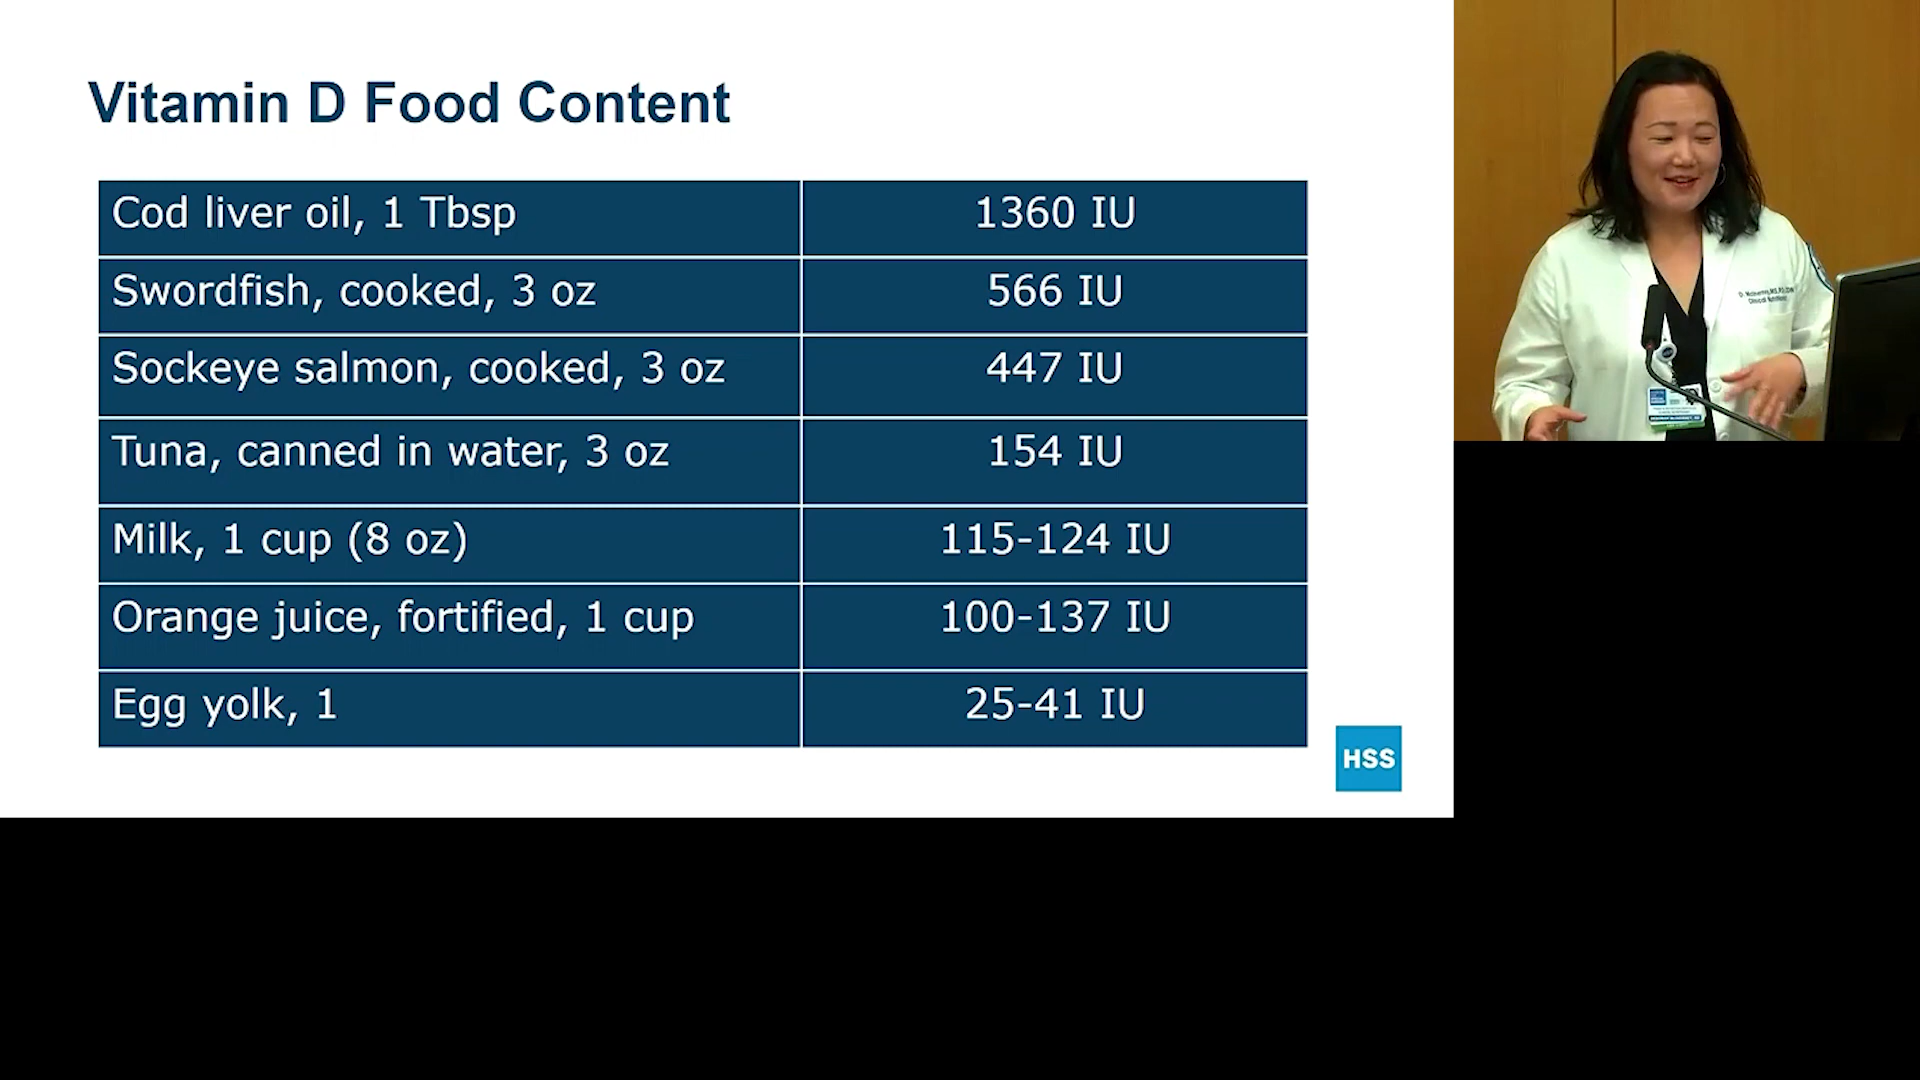 Vitamin D Food Content
Cod liver oil, 1 Tbsp 1360 IU
Swordfish, cooked, 3 oz 566 IU
Sockeye salmon, cooked, 3 oz 447 IU
Tuna, canned in water, 3 oz 154 IU
Milk, 1 cup (8 oz) 115-124 IU
Orange juice, fortified, 1 cup 100-137 IU
Egg yolk, 1 25-41 IU
HSS
Clinical Nutritionist